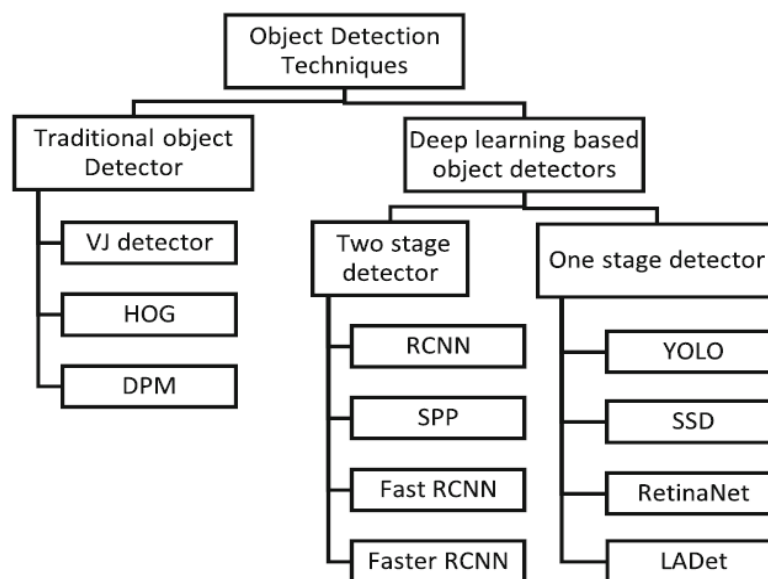 Object Detection
Techniques
Traditional object
Detector
VJ detector
HOG
DPM
Deep learning based
object detectors
Two stage
detector
RCNN
SPP
Fast RCNN
Faster RCNN
One stage detector
YOLO
SSD
RetinaNet
LADet